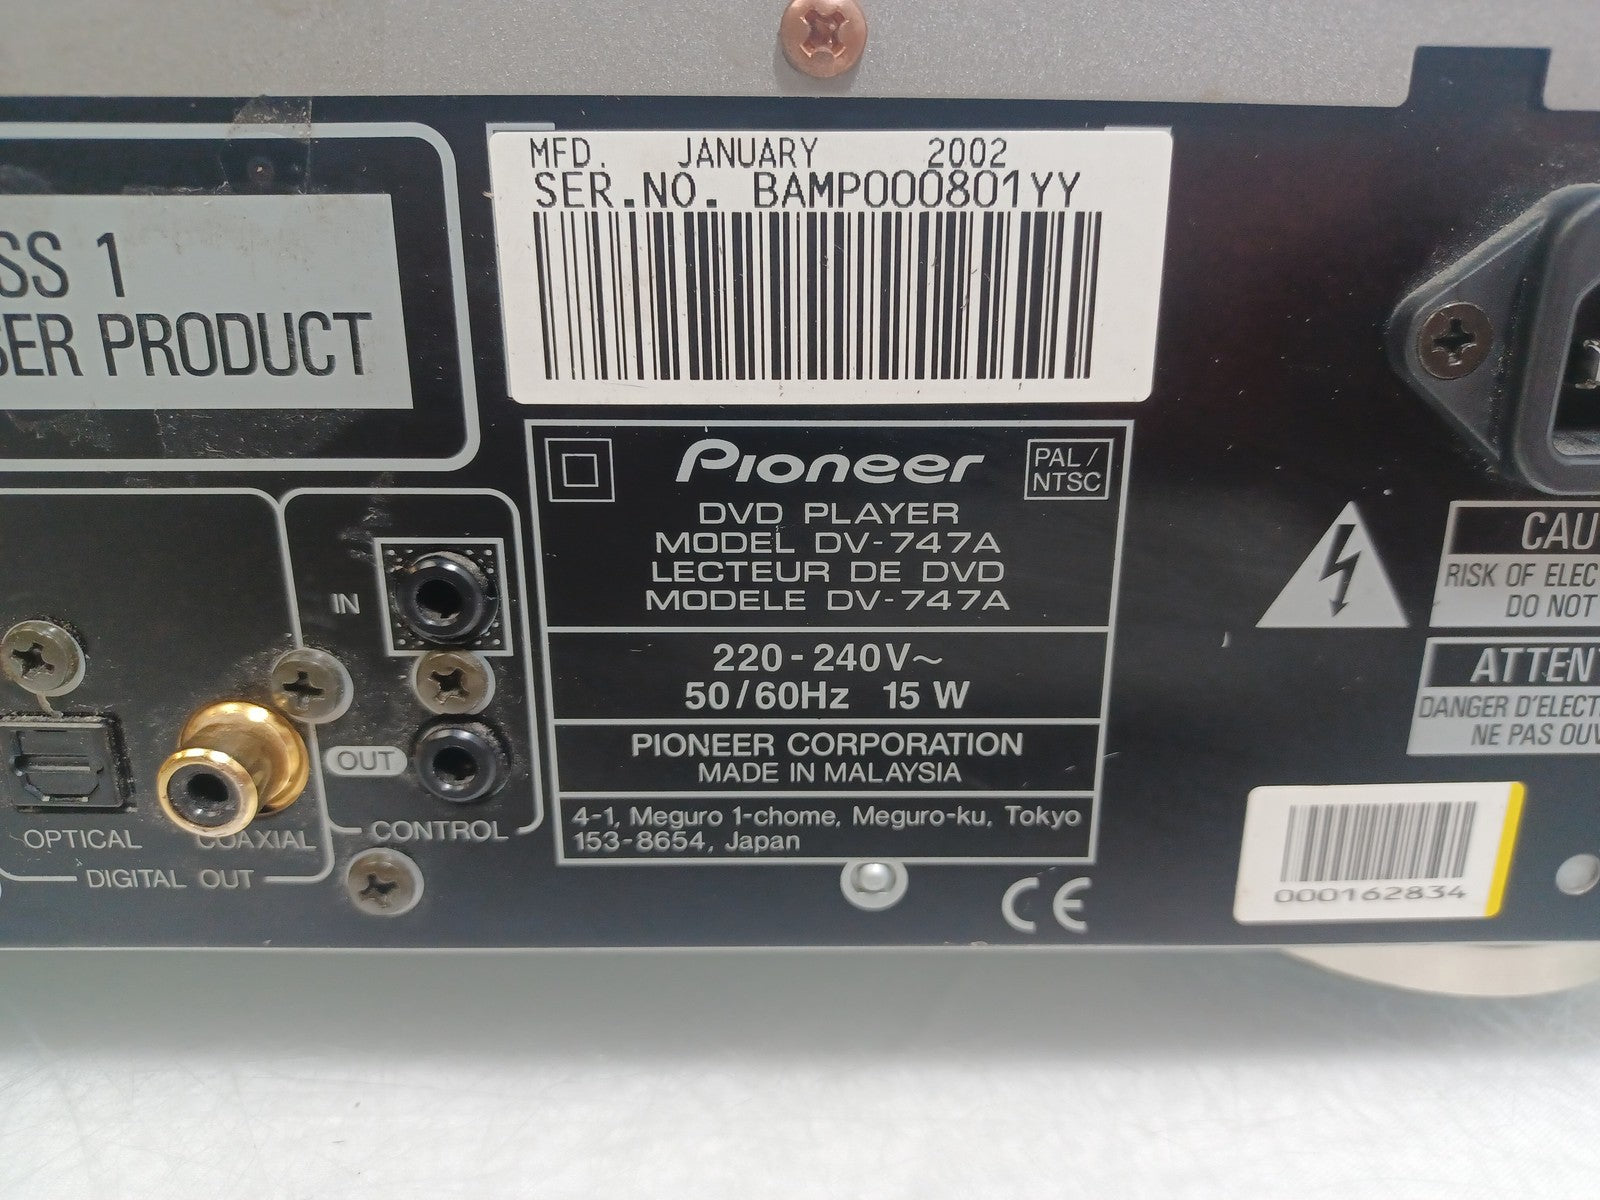 MFD. JANUARY 2002
SER.NO. BAMP000801YY
SS 1
SER PRODUCT
Pioneer
PAL/
NTSC
DVD PLAYER
MODEL DV-747A
LECTEUR DE DVD
MODELE DV-747A
220-240V~
50/60Hz 15 W
PIONEER CORPORATION
MADE IN MALAYSIA
4-1, Meguro 1-chome, Meguro-ku, Tokyo
153-8654, Japan
CE
IN
OUT
CONTROL
OPTICAL
COAXIAL
DIGITAL OUT
CAU
RISK OF ELEC
DO NOT
ATTEN
DANGER D'ELECT
NE PAS OUV
000162834